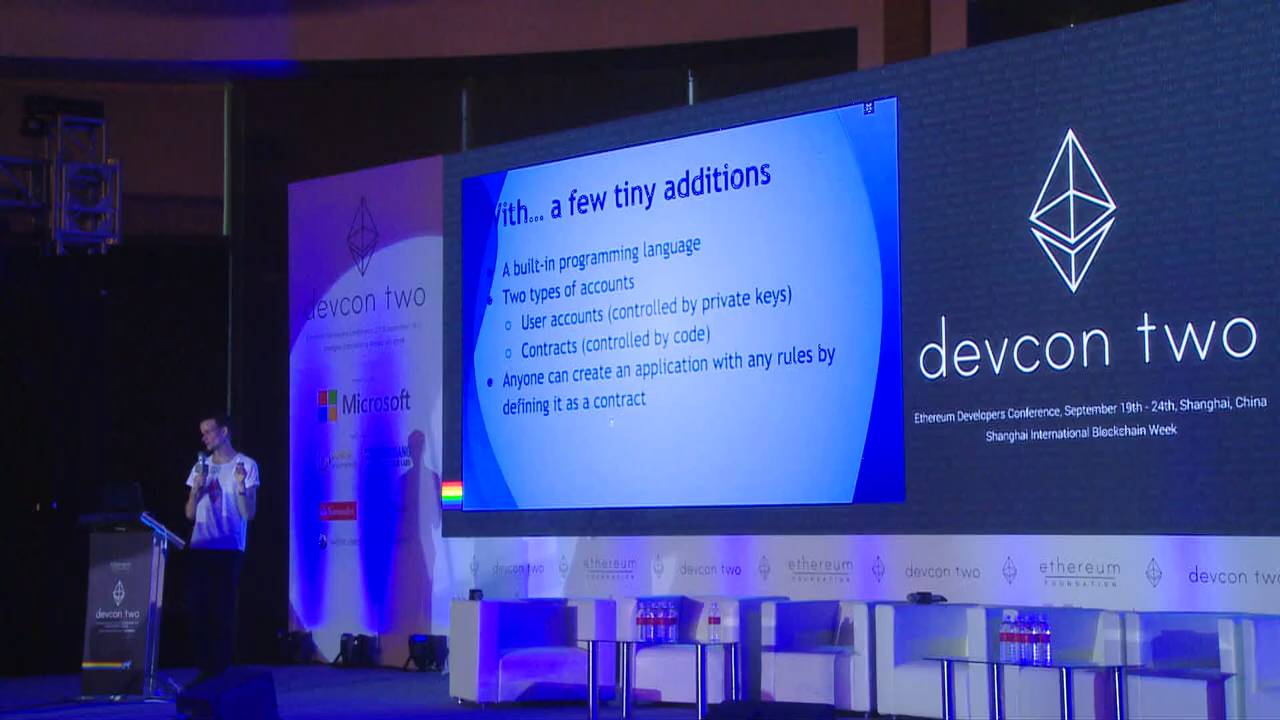 With... a few tiny additions
A built-in programming language
Two types of accounts
User accounts (controlled by private keys)
Contracts (controlled by code)
Anyone can create an application with any rules by
defining it as a contract
devcon two
Ethereum Developers Conference, September 19th - 24th, Shanghai, China
Shanghai International Blockchain Week
devcon two
Microsoft
Santander
devcon two
ethereum
FOUNDATION
devcon two
ethereum
FOUNDATION
devcon two
ethereum
FOUNDATION
devcon two
ethereum
devcon two